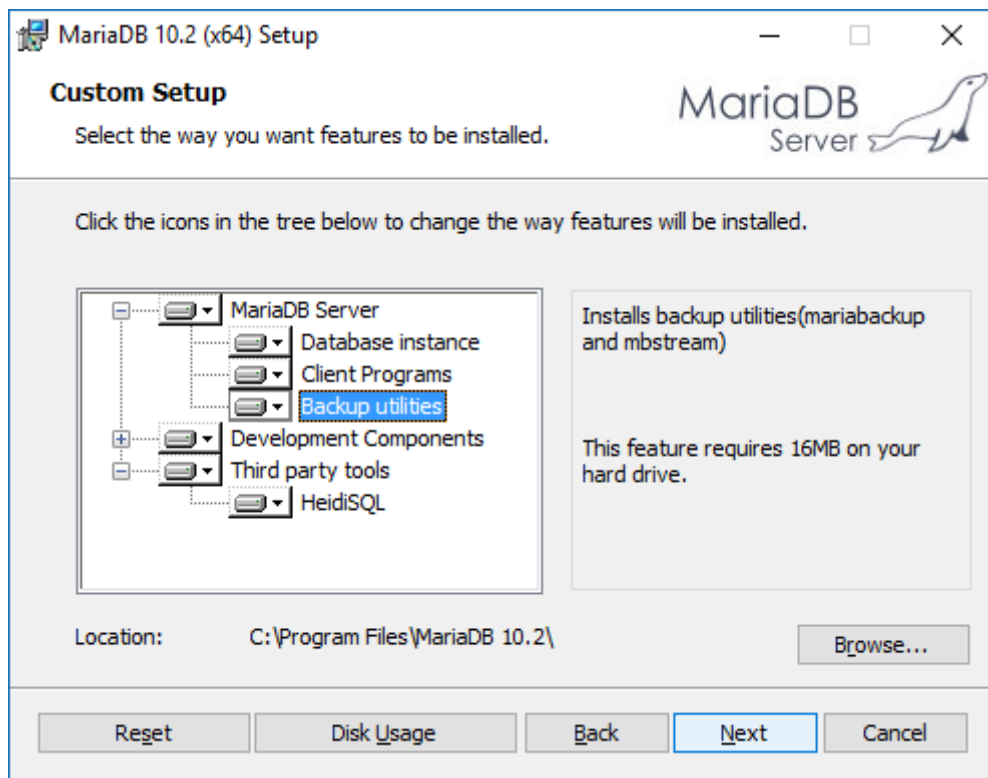 MariaDB 10.2 (x64) Setup
Custom Setup
Select the way you want features to be installed.
MariaDB
Server
Click the icons in the tree below to change the way features will be installed.
MariaDB Server
Database instance
Client Programs
Backup utilities
Development Components
Third party tools
HeidiSQL
Installs backup utilities(mariabackup
and mbstream)
This feature requires 16MB on your
hard drive.
Location: C:\Program Files\MariaDB 10.2\
Browse...
Reset Disk Usage Back Next Cancel